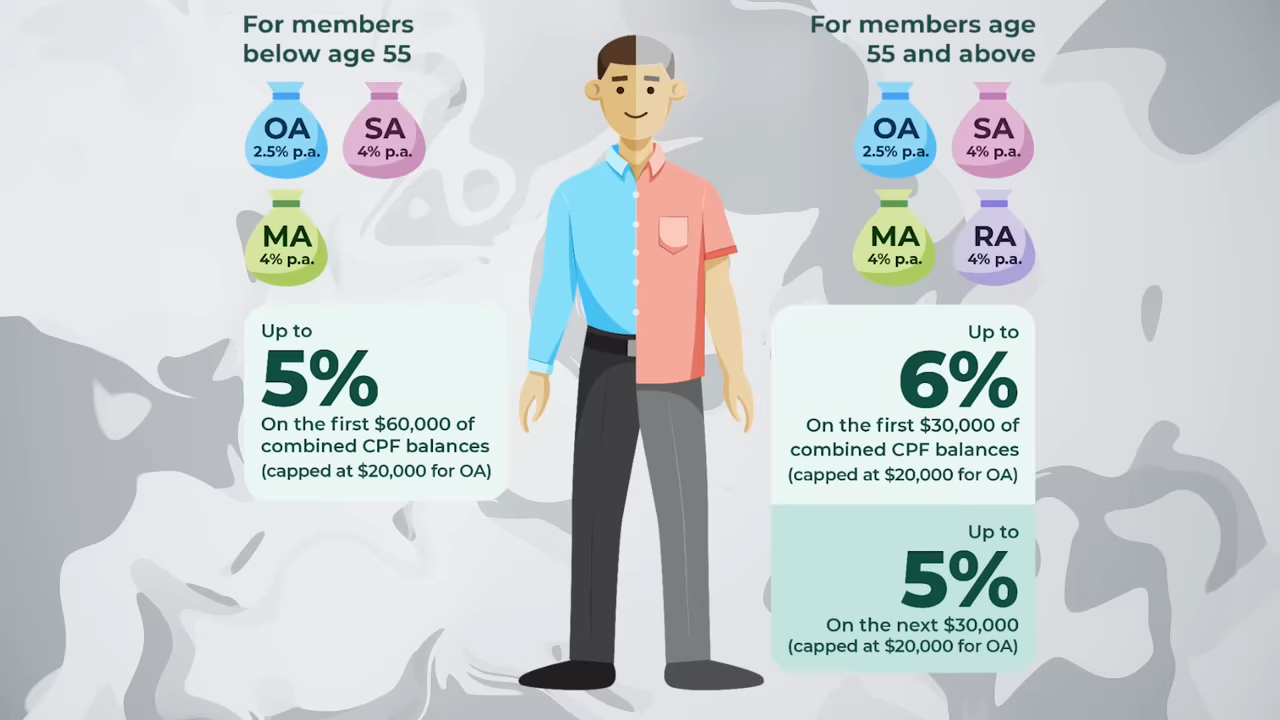 For members
below age 55
OA
2.5% p.a.
SA
4% p.a.
MA
4% p.a.
Up to
5%
On the first $60,000 of
combined CPF balances
(capped at $20,000 for OA)
For members age
55 and above
OA
2.5% p.a.
SA
4% p.a.
MA
4% p.a.
RA
4% p.a.
Up to
6%
On the first $30,000 of
combined CPF balances
(capped at $20,000 for OA)
Up to
5%
On the next $30,000
(capped at $20,000 for OA)